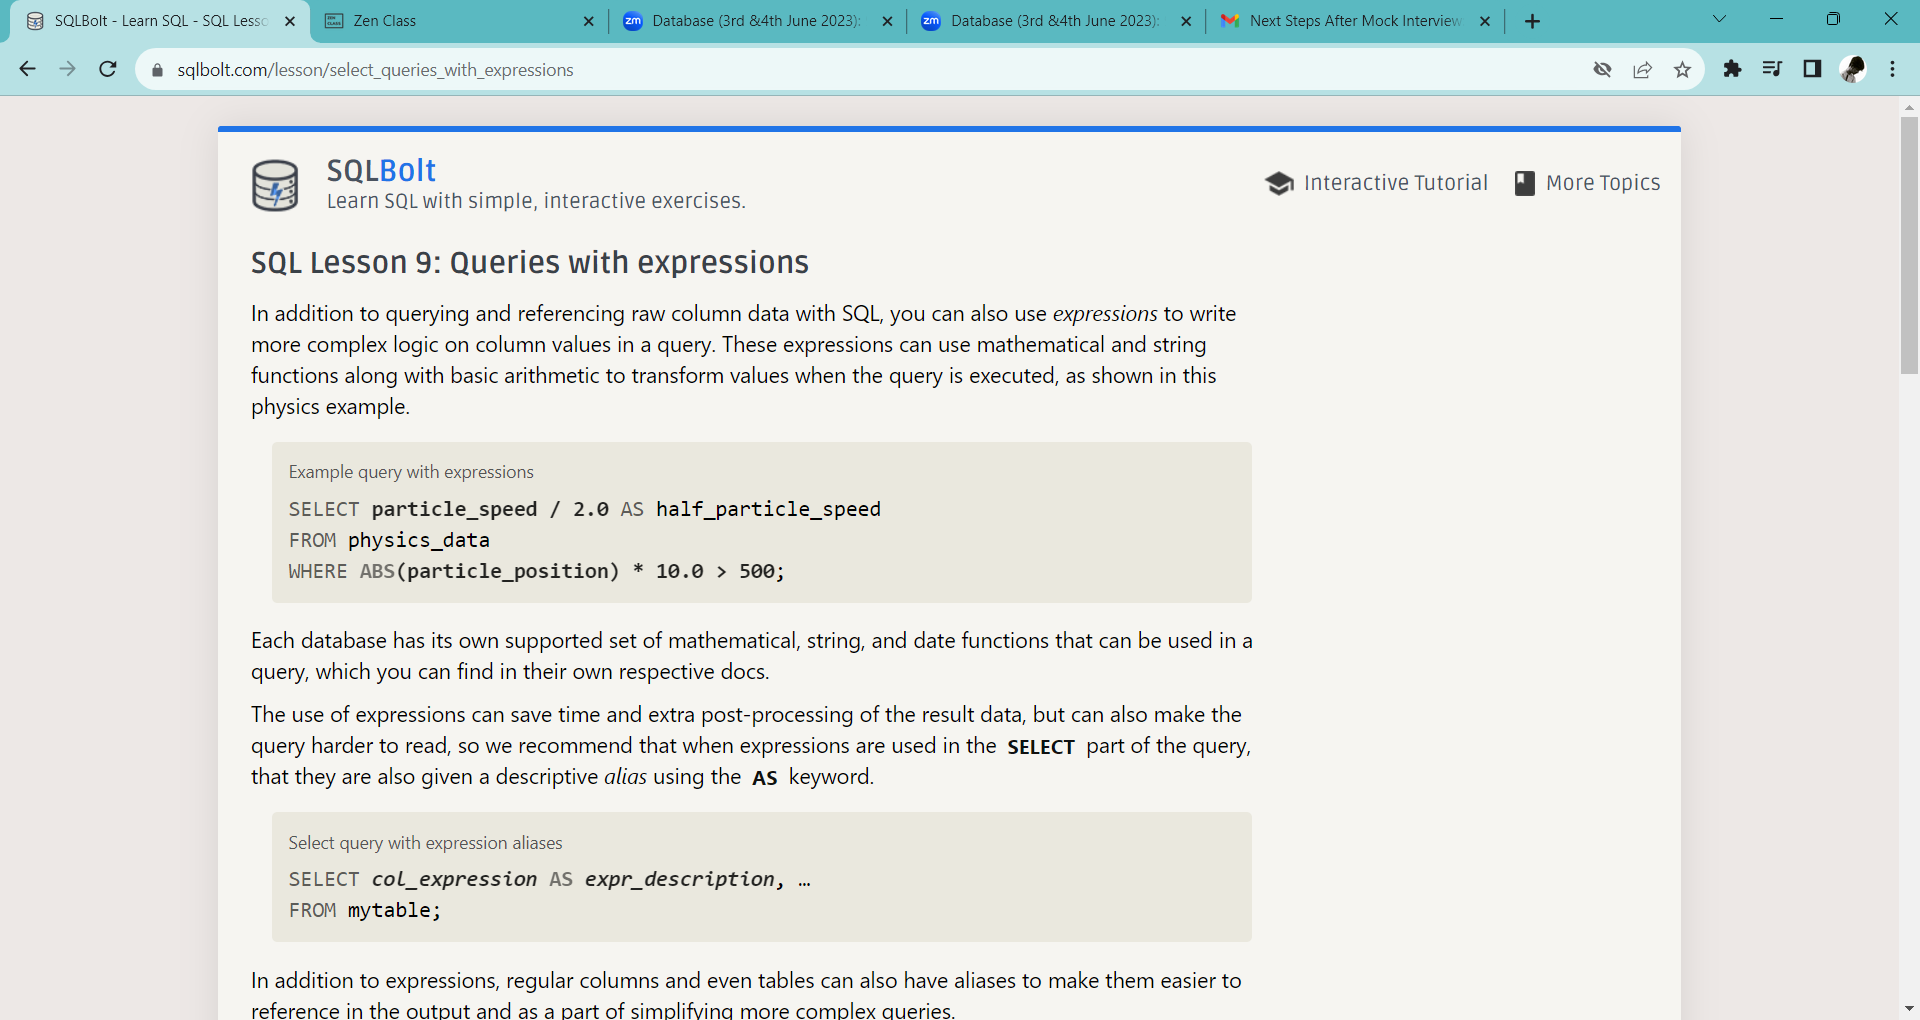 SQLBolt - Learn SQL - SQL Lesso
Zen Class
Database (3rd &4th June 2023):
Database (3rd &4th June 2023):
Next Steps After Mock Interview
sqlbolt.com/lesson/select_queries_with_expressions
SQLBolt
Learn SQL with simple, interactive exercises.
Interactive Tutorial
More Topics
SQL Lesson 9: Queries with expressions
In addition to querying and referencing raw column data with SQL, you can also use expressions to write
more complex logic on column values in a query. These expressions can use mathematical and string
functions along with basic arithmetic to transform values when the query is executed, as shown in this
physics example.
Example query with expressions
SELECT particle_speed / 2.0 AS half_particle_speed
FROM physics_data
WHERE ABS(particle_position) * 10.0 > 500;
Each database has its own supported set of mathematical, string, and date functions that can be used in a
query, which you can find in their own respective docs.
The use of expressions can save time and extra post-processing of the result data, but can also make the
query harder to read, so we recommend that when expressions are used in the SELECT part of the query,
that they are also given a descriptive alias using the AS keyword.
Select query with expression aliases
SELECT col_expression AS expr_description, …
FROM mytable;
In addition to expressions, regular columns and even tables can also have aliases to make them easier to
reference in the output and as a part of simplifying more complex queries.